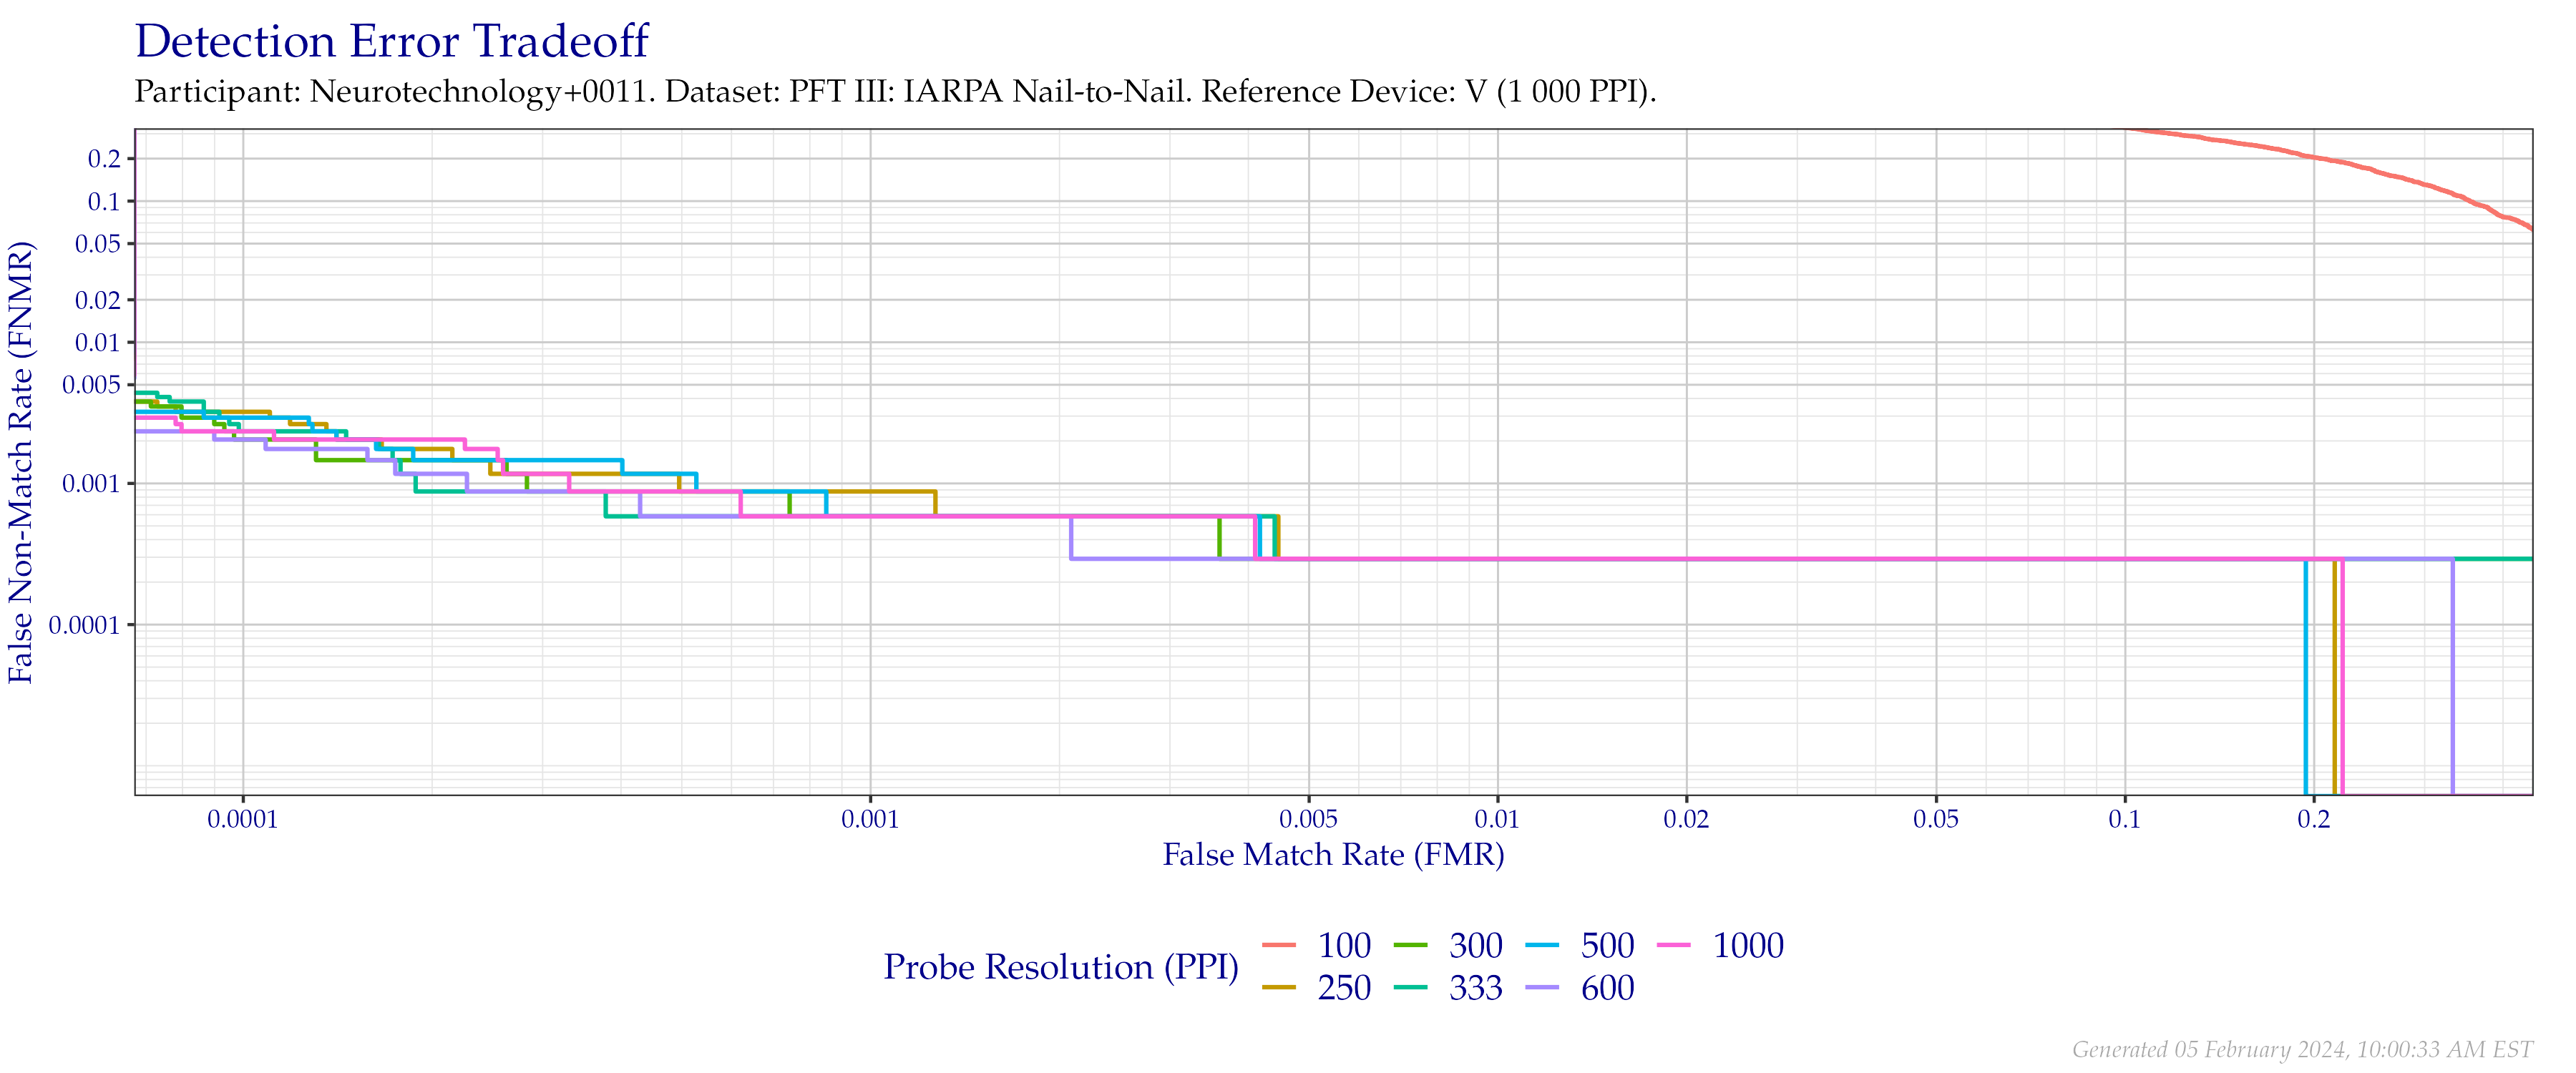 Detection Error Tradeoff
Participant: Neurotechnology+0011. Dataset: PFT III: IARPA Nail-to-Nail. Reference Device: V (1 000 PPI).
False Non-Match Rate (FNMR)
0.2
0.1
0.05
0.02
0.01
0.005
0.001
0.0001
0.0001 0.001 0.005 0.01 0.02 0.05 0.1 0.2
False Match Rate (FMR)
Probe Resolution (PPI)
100 300 500 1000
250 333 600
Generated 05 February 2024, 10:00:33 AM EST